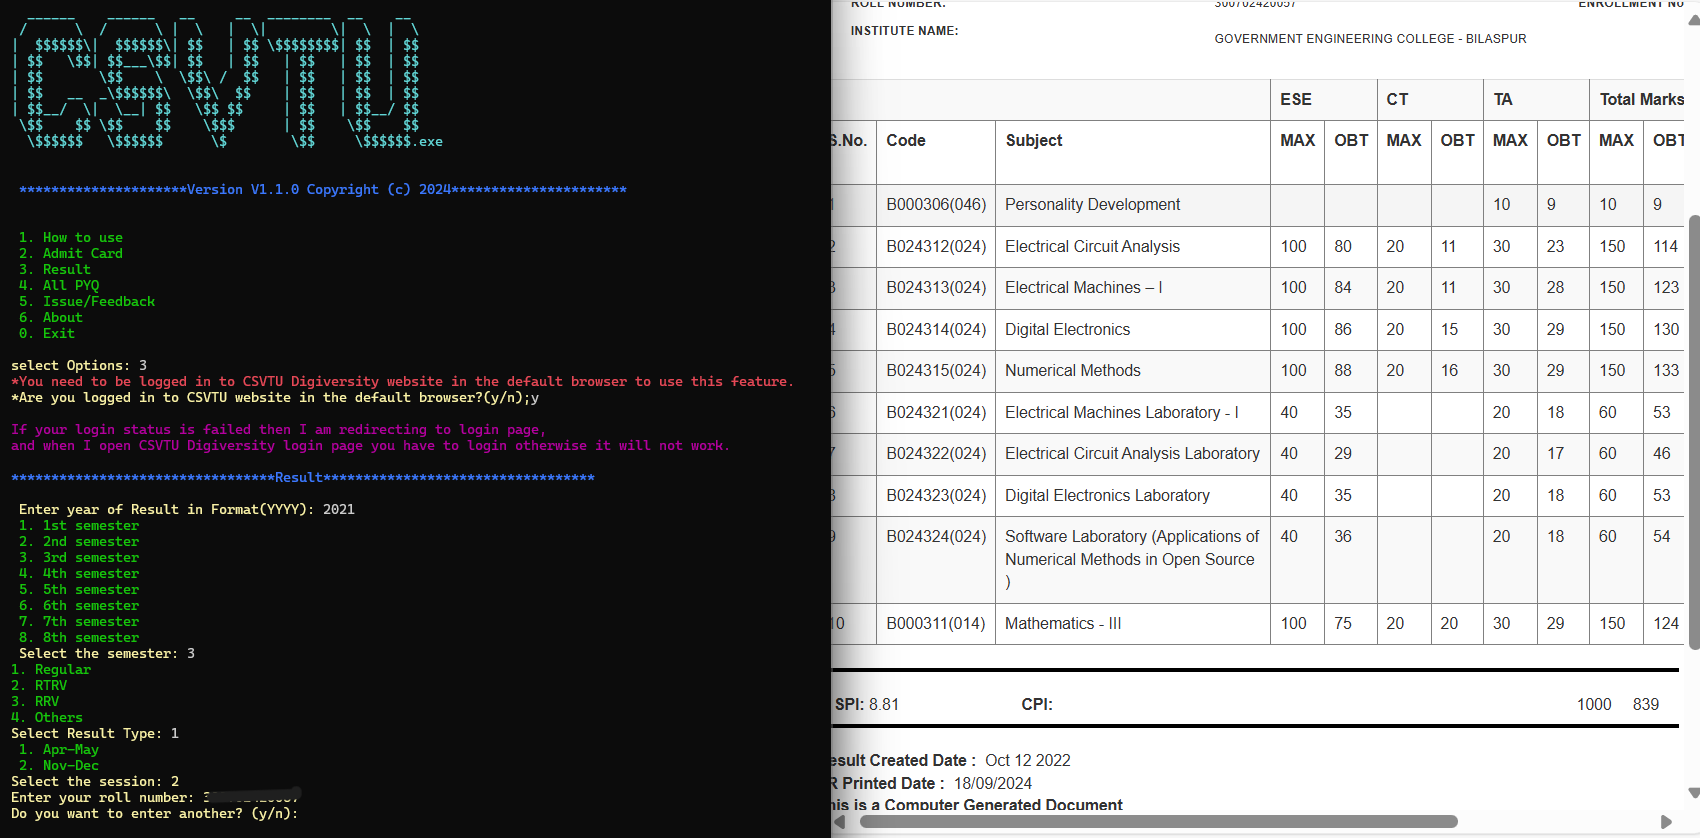 .exe
*********************Version V1.1.0 Copyright (c) 2024**********************
1. How to use
2. Admit Card
3. Result
4. All PYQ
5. Issue/Feedback
6. About
0. Exit
select Options: 3
*You need to be logged in to CSVTU Digiversity website in the default browser to use this feature.
*Are you logged in to CSVTU website in the default browser?(y/n);y
If your login status is failed then I am redirecting to login page,
and when I open CSVTU Digiversity login page you have to login otherwise it will not work.
*********************************Result**********************************
Enter year of Result in Format(YYYY): 2021
1. 1st semester
2. 2nd semester
3. 3rd semester
4. 4th semester
5. 5th semester
6. 6th semester
7. 7th semester
8. 8th semester
Select the semester: 3
1. Regular
2. RTRV
3. RRV
4. Others
Select Result Type: 1
1. Apr-May
2. Nov-Dec
Select the session: 2
Enter your roll number:
Do you want to enter another? (y/n):
ROLL NUMBER: 300702420057 ENROLLMENT NO
INSTITUTE NAME: GOVERNMENT ENGINEERING COLLEGE - BILASPUR
ESE CT TA Total Marks
S.No. Code Subject MAX OBT MAX OBT MAX OBT MAX OBT
1 B000306(046) Personality Development 10 9 10 9
2 B024312(024) Electrical Circuit Analysis 100 80 20 11 30 23 150 114
3 B024313(024) Electrical Machines – I 100 84 20 11 30 28 150 123
4 B024314(024) Digital Electronics 100 86 20 15 30 29 150 130
5 B024315(024) Numerical Methods 100 88 20 16 30 29 150 133
6 B024321(024) Electrical Machines Laboratory - I 40 35 20 18 60 53
7 B024322(024) Electrical Circuit Analysis Laboratory 40 29 20 17 60 46
8 B024323(024) Digital Electronics Laboratory 40 35 20 18 60 53
9 B024324(024) Software Laboratory (Applications of 40 36 20 18 60 54
Numerical Methods in Open Source
)
10 B000311(014) Mathematics - III 100 75 20 20 30 29 150 124
SPI: 8.81 CPI: 1000 839
esult Created Date : Oct 12 2022
R Printed Date : 18/09/2024
his is a Computer Generated Document